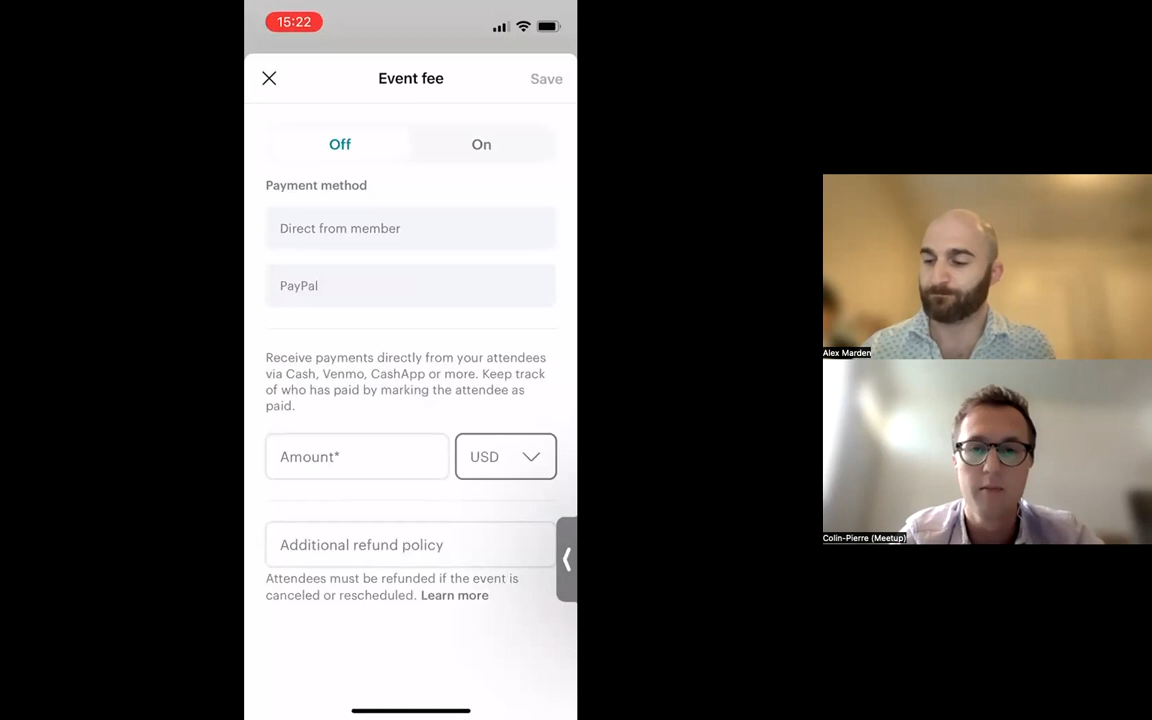 15:22
Event fee
Save
Off
On
Payment method
Direct from member
PayPal
Receive payments directly from your attendees
via Cash, Venmo, CashApp or more. Keep track
of who has paid by marking the attendee as
paid.
Amount*
USD
Additional refund policy
Attendees must be refunded if the event is
canceled or rescheduled. Learn more
Alex Marden
Colin-Pierre (Meetup)